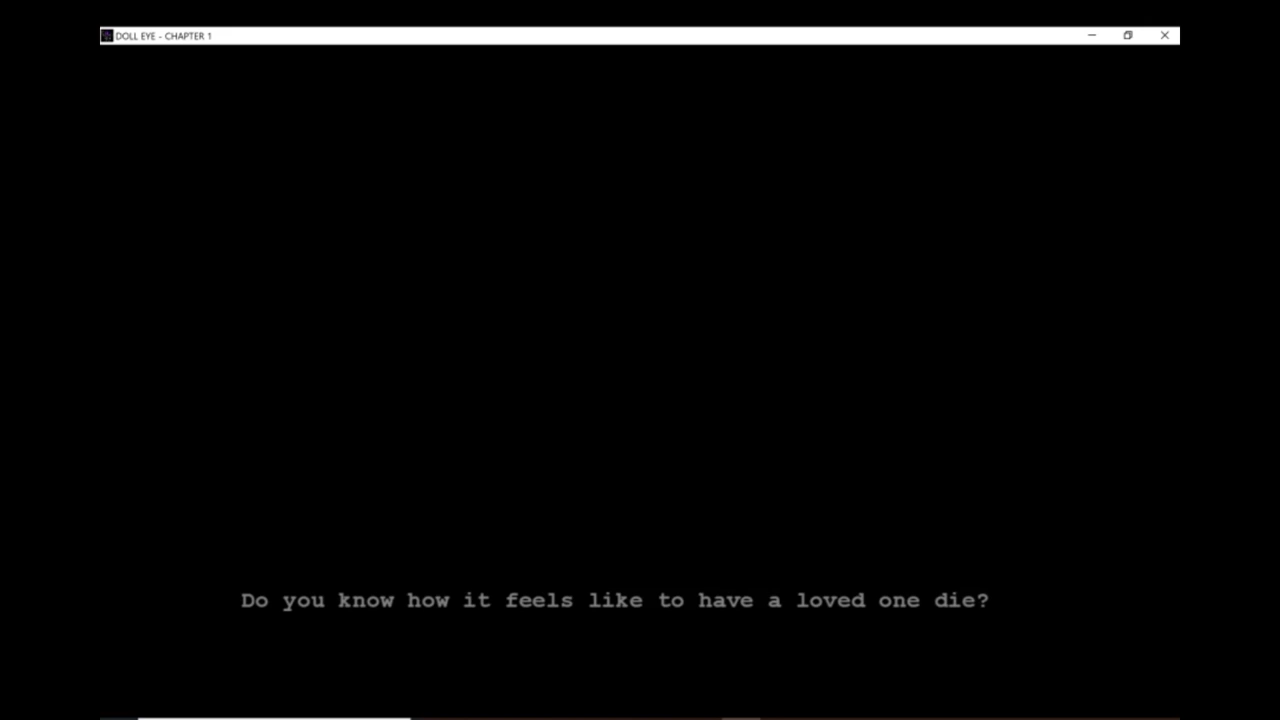 DOLL EYE - CHAPTER 1
Do you know how it feels like to have a loved one die?